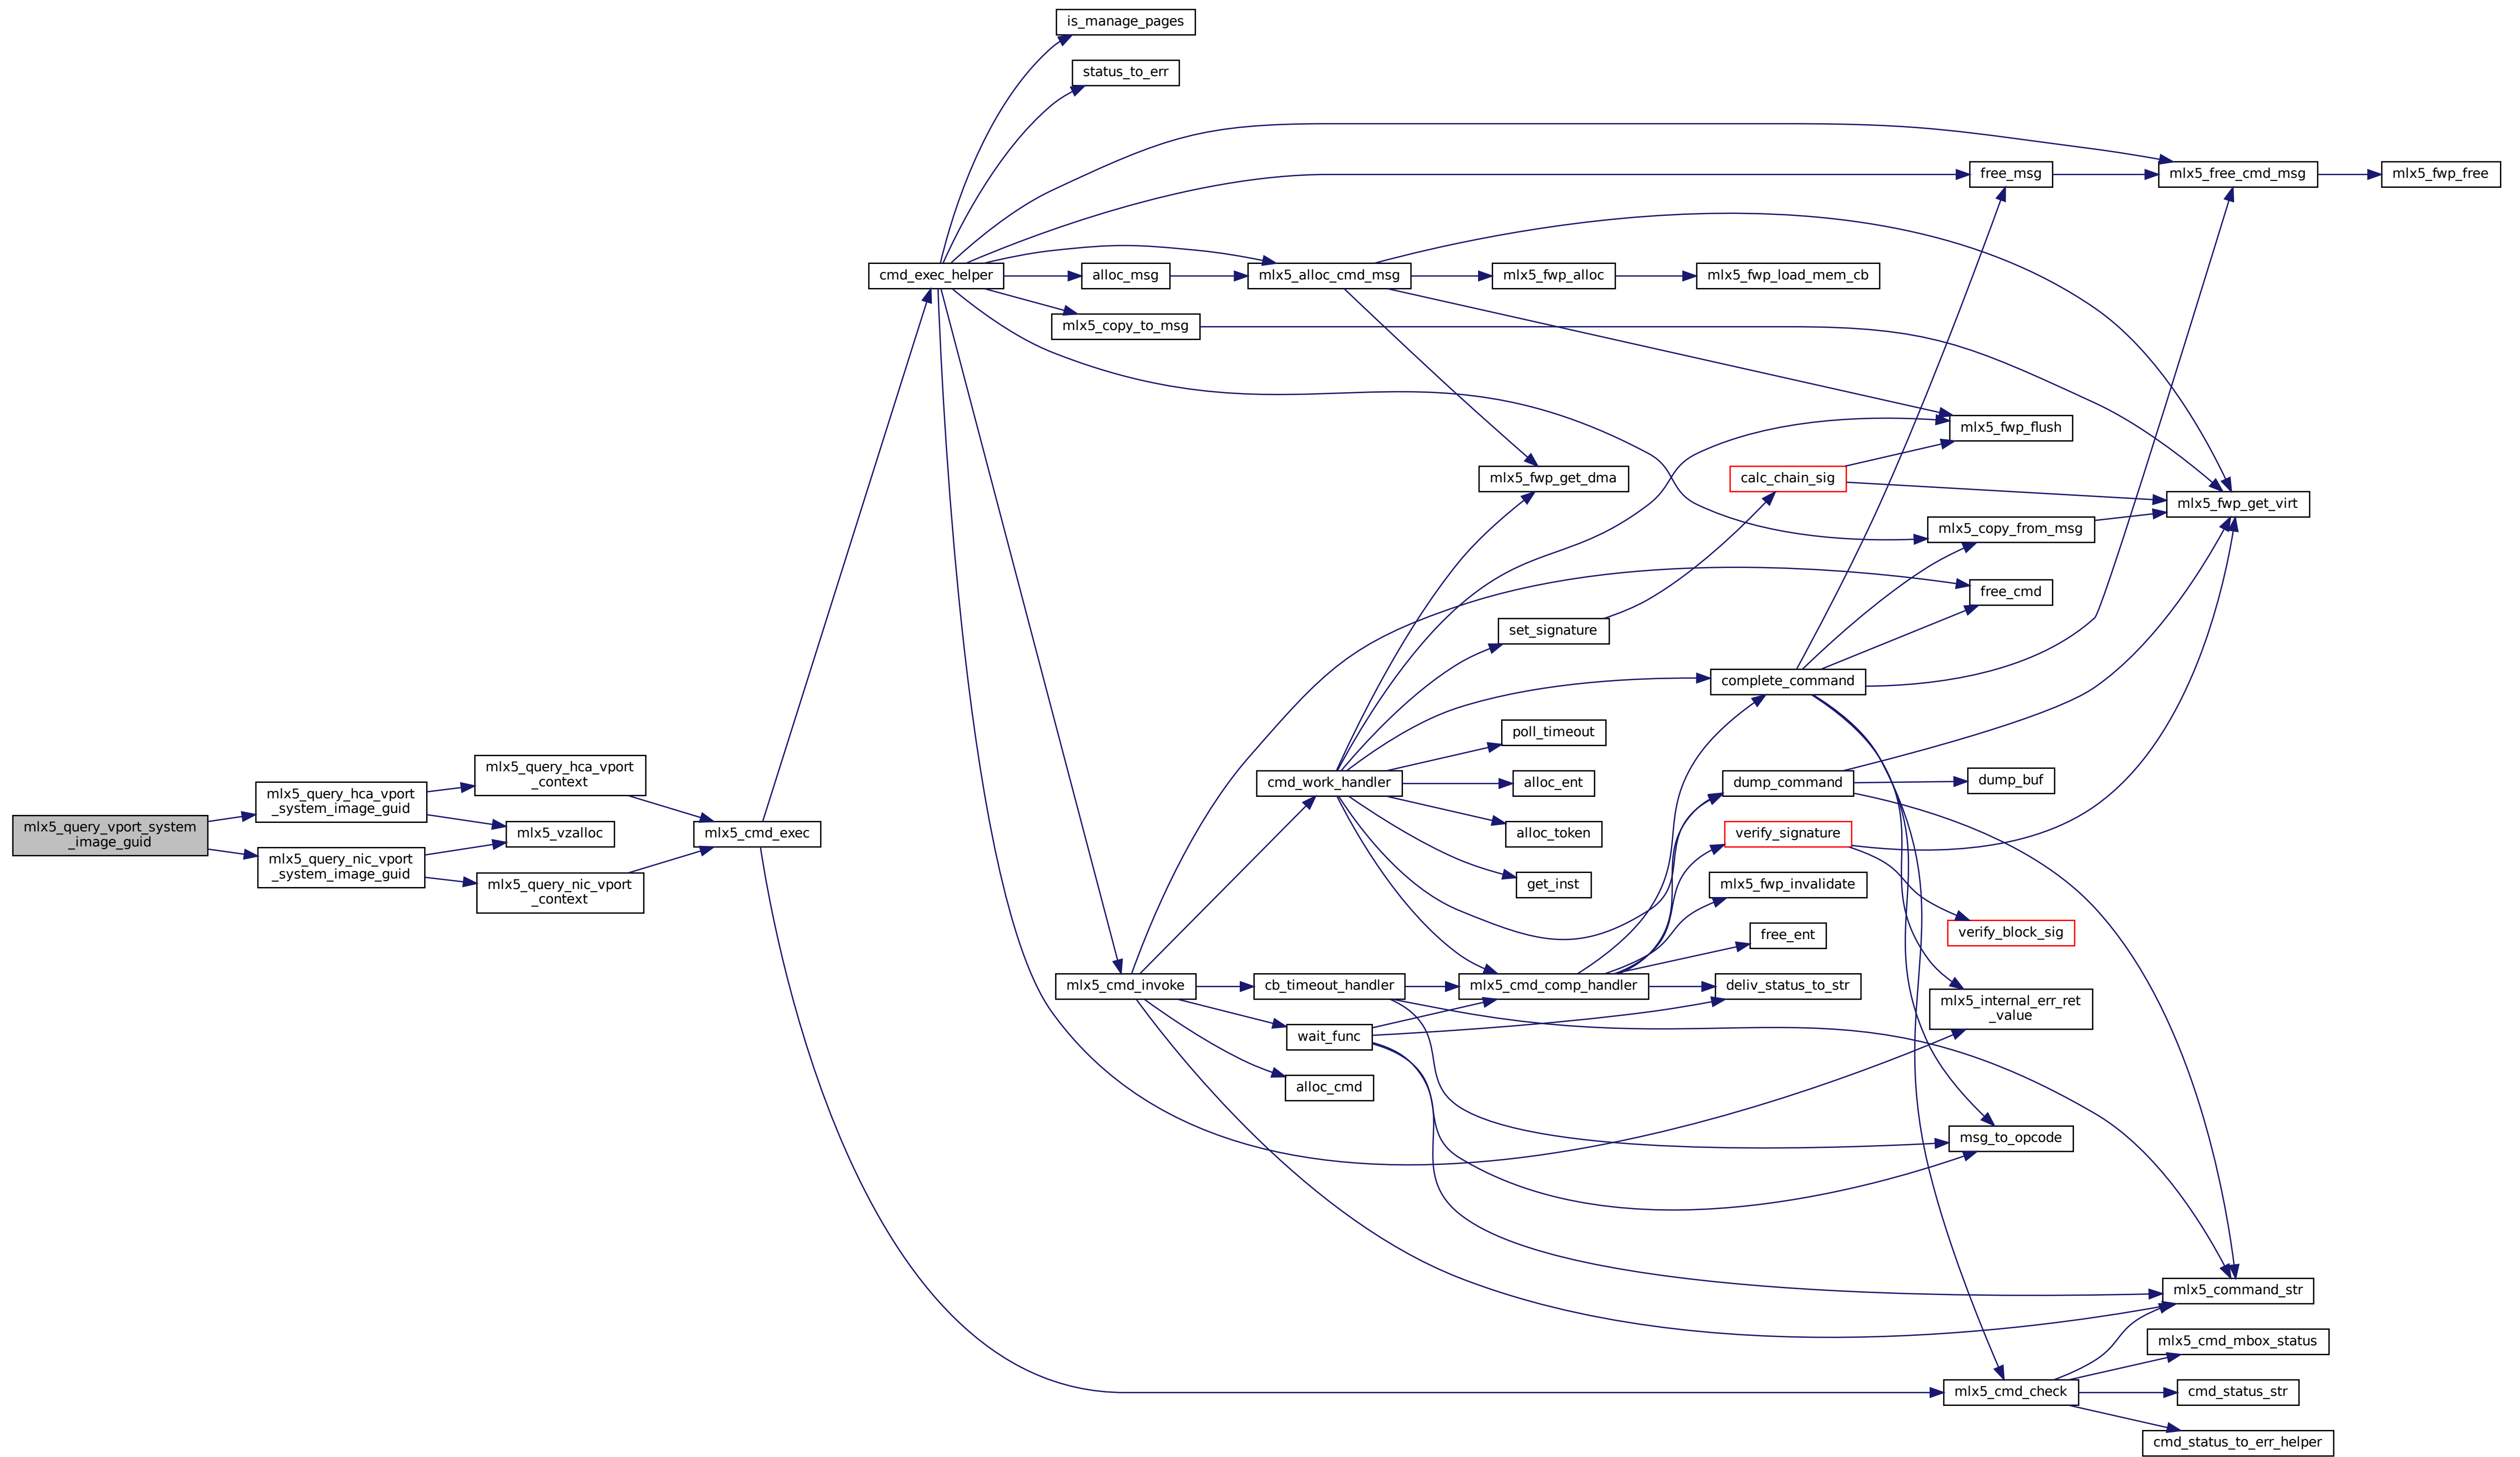 is_manage_pages
status_to_err
free_msg
mlx5_free_cmd_msg
mlx5_fwp_free
cmd_exec_helper
alloc_msg
mlx5_alloc_cmd_msg
mlx5_fwp_alloc
mlx5_fwp_load_mem_cb
mlx5_copy_to_msg
mlx5_fwp_flush
mlx5_fwp_get_dma
calc_chain_sig
mlx5_fwp_get_virt
mlx5_copy_from_msg
free_cmd
set_signature
complete_command
poll_timeout
cmd_work_handler
alloc_ent
dump_command
dump_buf
mlx5_query_hca_vport
_context
mlx5_query_hca_vport
_system_image_guid
mlx5_query_vport_system
_image_guid
mlx5_vzalloc
mlx5_cmd_exec
alloc_token
verify_signature
mlx5_query_nic_vport
_system_image_guid
mlx5_query_nic_vport
_context
get_inst
mlx5_fwp_invalidate
verify_block_sig
free_ent
mlx5_cmd_invoke
cb_timeout_handler
mlx5_cmd_comp_handler
deliv_status_to_str
mlx5_internal_err_ret
_value
wait_func
alloc_cmd
msg_to_opcode
mlx5_command_str
mlx5_cmd_mbox_status
mlx5_cmd_check
cmd_status_str
cmd_status_to_err_helper